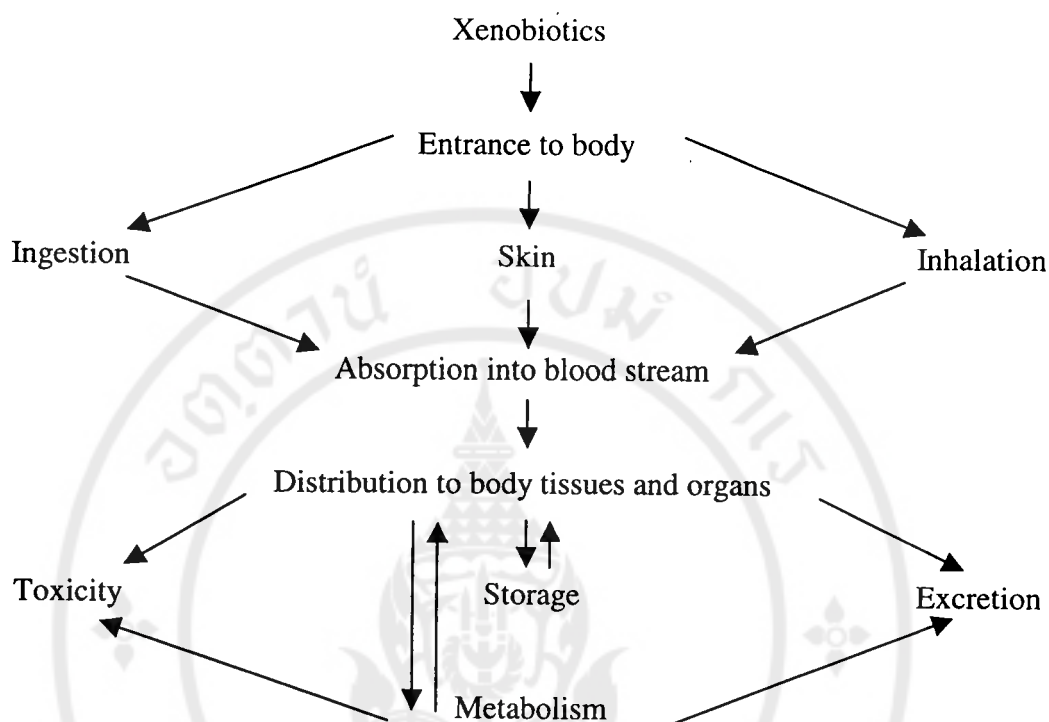 Xenobiotics
Entrance to body
Ingestion Skin Inhalation
Absorption into blood stream
Distribution to body tissues and organs
Toxicity Storage Excretion
Metabolism